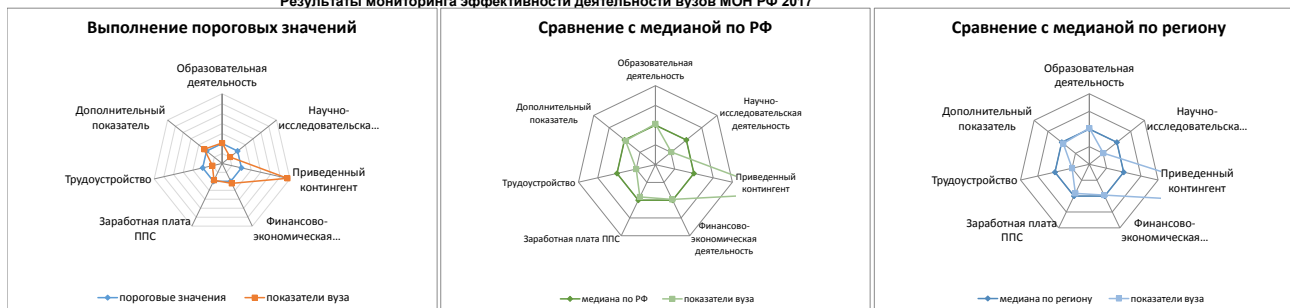 Результаты мониторинга эффективности деятельности вузов МОН РФ 2017
Выполнение пороговых значений
Образовательная
деятельность
Научно-
исследовательска...
Приведенный
контингент
Финансово-
экономическая...
Заработная плата
ППС
Трудоустройство
Дополнительный
показатель
пороговые значения
показатели вуза
Сравнение с медианой по РФ
Образовательная
деятельность
Научно-
исследовательская
деятельность
Приведенный
контингент
Финансово-
экономическая
деятельность
Заработная плата ППС
Трудоустройство
Дополнительный
показатель
медиана по РФ
показатели вуза
Сравнение с медианой по региону
Образовательная
деятельность
Научно-
исследовательска...
Приведенный
контингент
Финансово-
экономическая...
Заработная плата
ППС
Трудоустройство
Дополнительный
показатель
медиана по региону
показатели вуза